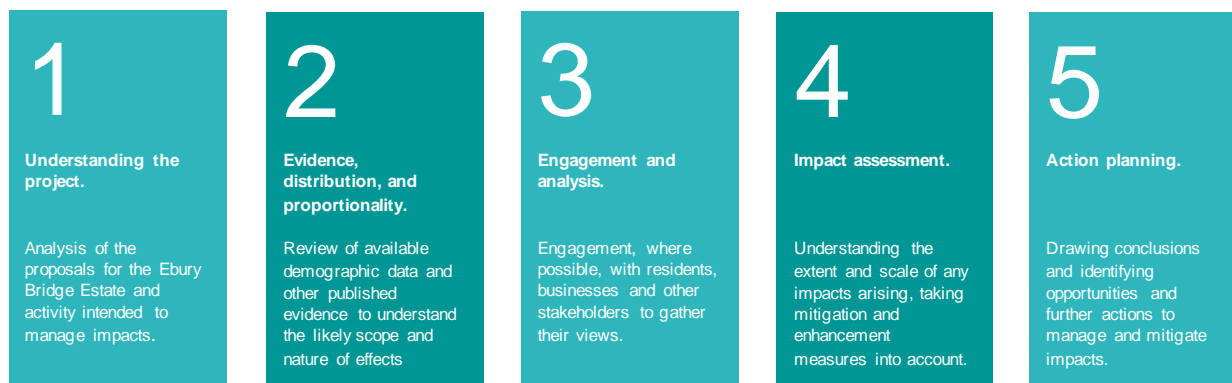 1
Understanding the
project.
Analysis of the
proposals for the Ebury
Bridge Estate and
activity intended to
manage impacts.
2
Evidence,
distribution, and
proportionality.
Review of available
demographic data and
other published
evidence to understand
the likely scope and
nature of effects
3
Engagement and
analysis.
Engagement, where
possible, with residents,
businesses and other
stakeholders to gather
their views.
4
Impact assessment.
Understanding the
extent and scale of any
impacts arising, taking
mitigation and
enhancement
measures into account.
5
Action planning.
Drawing conclusions
and identifying
opportunities and
further actions to
manage and mitigate
impacts.